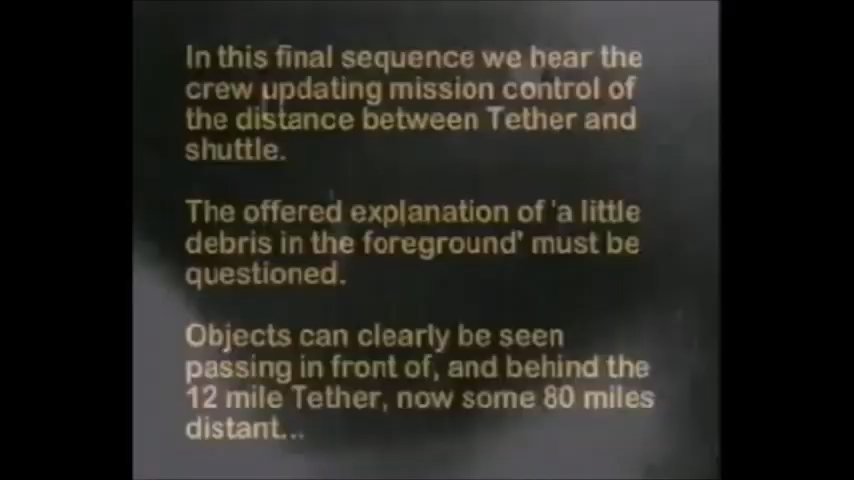 In this final sequence we hear the
crew updating mission control of
the distance between Tether and
shuttle.
The offered explanation of 'a little
debris in the foreground' must be
questioned.
Objects can clearly be seen
passing in front of, and behind the
12 mile Tether, now some 80 miles
distant...